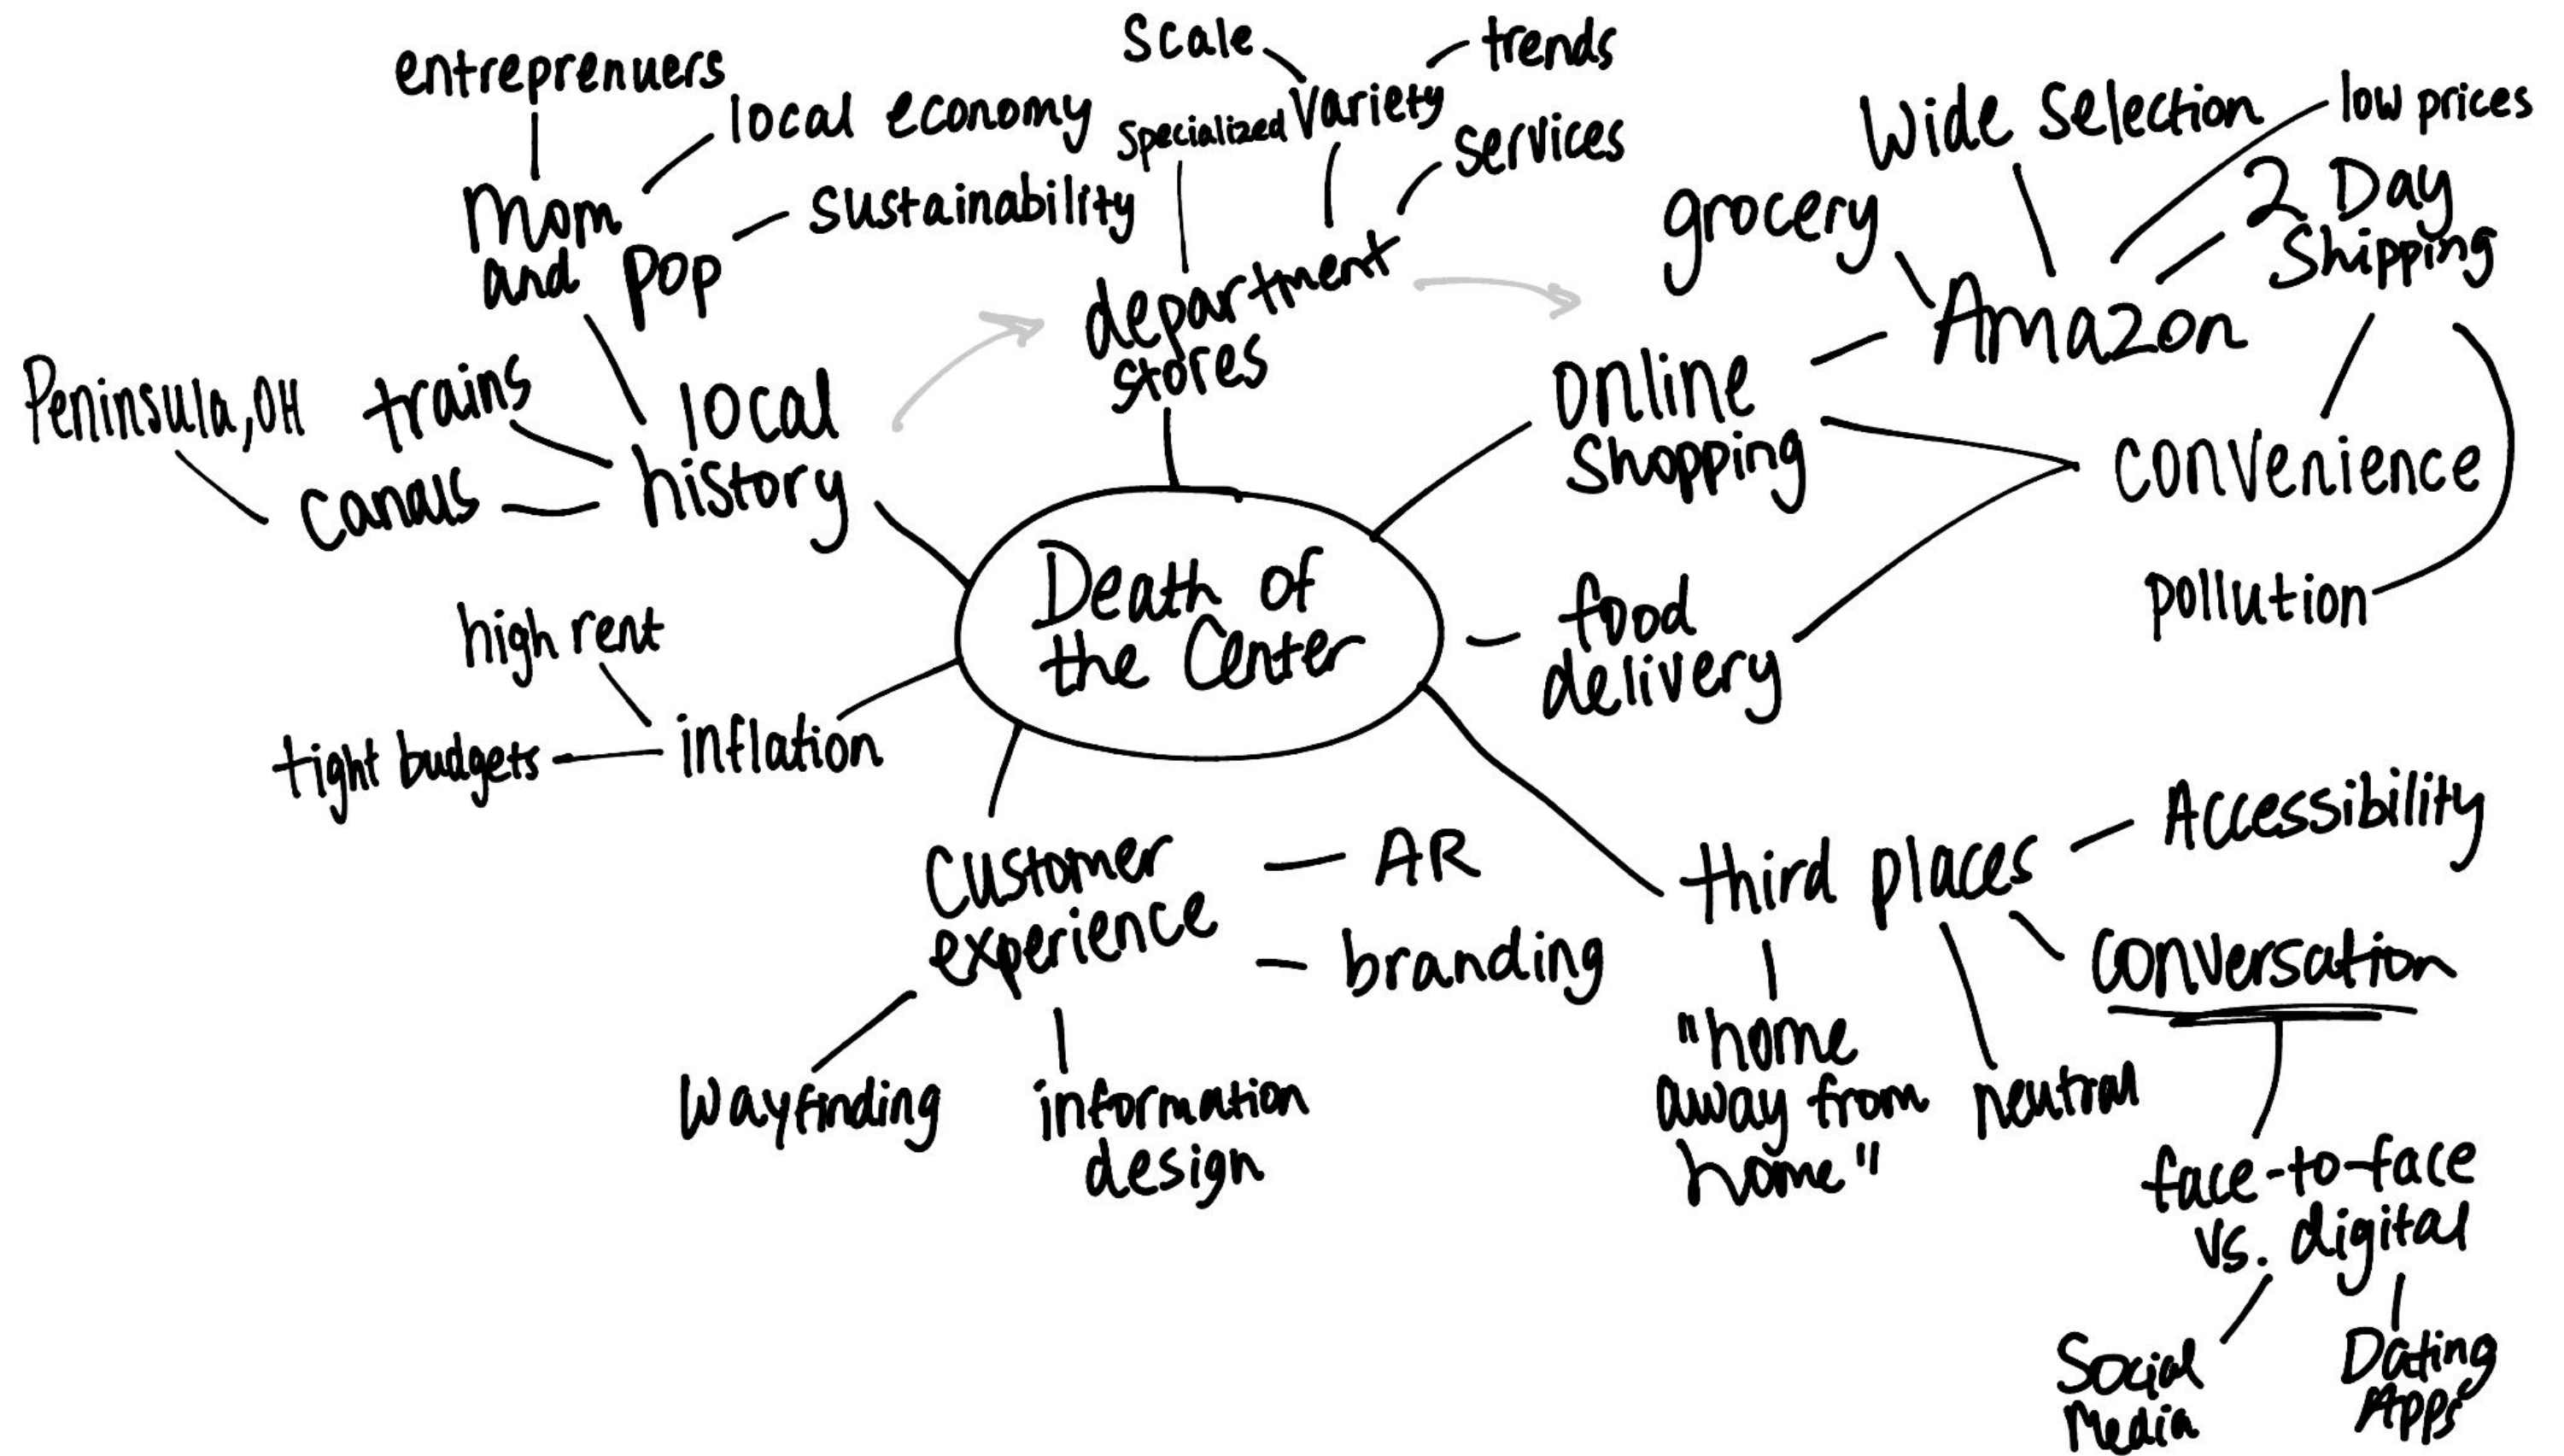 entreprenuers
local economy
Mom
and Pop
sustainability
Scale
trends
Specialized
Variety
services
department
stores
Wide Selection
low prices
grocery
2 Day
Shipping
Amazon
Online
Shopping
convenience
pollution
Peninsula, OH
trains
canals
local
history
Death of
the Center
food
delivery
high rent
tight budgets
inflation
Customer
experience
AR
branding
Wayfinding
information
design
third places
Accessibility
conversation
"home
away from
home"
neutral
face-to-face
vs. digital
Social
Media
Dating
Apps